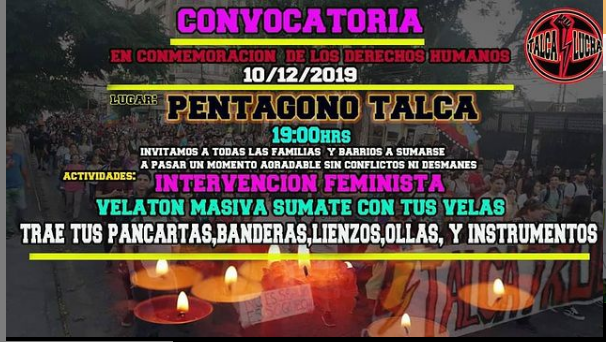 CONVOCATORIA
TALCA LUCHA
EN CONMEMORACION DE LOS DERECHOS HUMANOS
10/12/2019
LUGAR: PENTAGONO TALCA
19:00HRS
INVITAMOS A TODAS LAS FAMILIAS Y BARRIOS A SUMARSE
A PASAR UN MOMENTO AGRADABLE SIN CONFLICTOS NI DESMANES
ACTIVIDADES: INTERVENCION FEMINISTA
VELATON MASIVA SUMATE CON TUS VELAS
TRAE TUS PANCARTAS,BANDERAS,LIENZOS,OLLAS, Y INSTRUMENTOS
TALCA